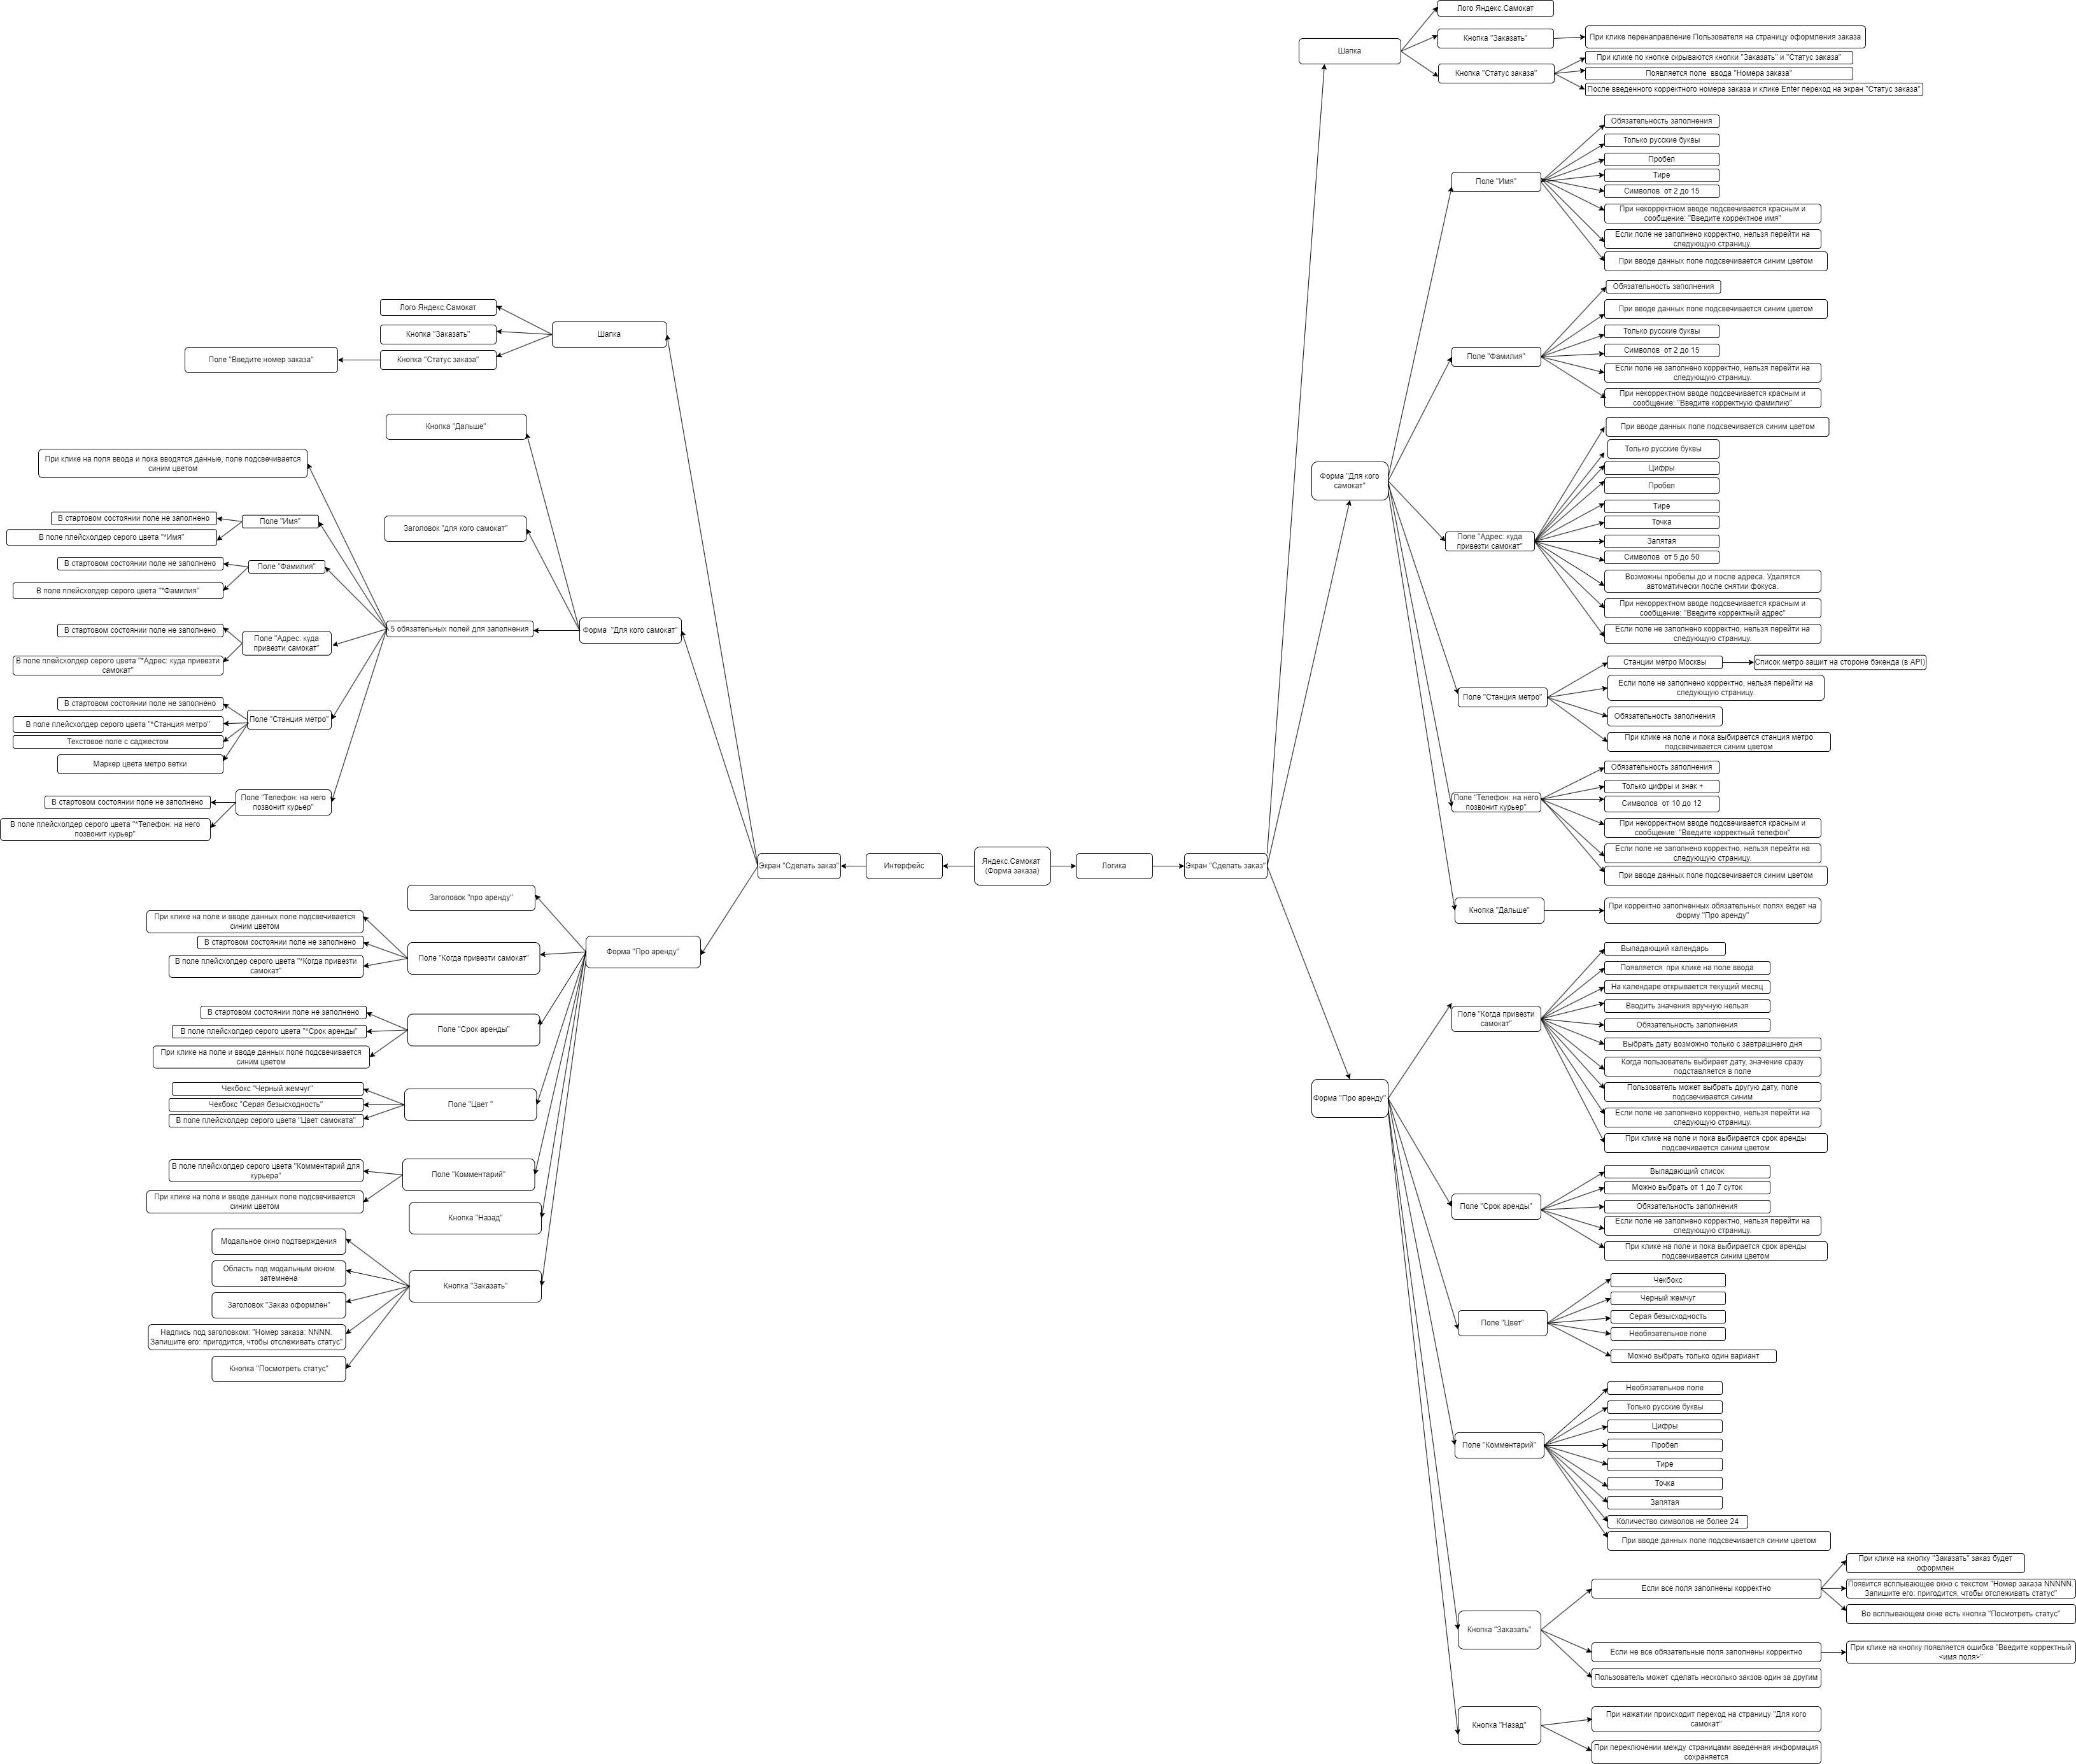 Яндекс.Самокат
(Форма заказа)
Интерфейс
Экран "Сделать заказ"
Шапка
Лого Яндекс.Самокат
Кнопка "Заказать"
Кнопка "Статус заказа"
Поле "Введите номер заказа"
Форма "Для кого самокат"
Кнопка "Дальше"
Заголовок "для кого самокат"
5 обязательных полей для заполнения
При клике на поля ввода и пока вводятся данные, поле подсвечивается
синим цветом
Поле "Имя"
В стартовом состоянии поле не заполнено
В поле плейсхолдер серого цвета "*Имя"
Поле "Фамилия"
В стартовом состоянии поле не заполнено
В поле плейсхолдер серого цвета "*Фамилия"
Поле "Адрес: куда
привезти самокат"
В стартовом состоянии поле не заполнено
В поле плейсхолдер серого цвета "*Адрес: куда привезти
самокат"
Поле "Станция метро"
В стартовом состоянии поле не заполнено
В поле плейсхолдер серого цвета "*Станция метро"
Текстовое поле с саджестом
Маркер цвета метро ветки
Поле "Телефон: на него
позвонит курьер"
В стартовом состоянии поле не заполнено
В поле плейсхолдер серого цвета "*Телефон: на него
позвонит курьер"
Форма "Про аренду"
Заголовок "про аренду"
Поле "Когда привезти самокат"
При клике на поле и вводе данных поле подсвечивается
синим цветом
В стартовом состоянии поле не заполнено
В поле плейсхолдер серого цвета "*Когда привезти
самокат"
Поле "Срок аренды"
В стартовом состоянии поле не заполнено
В поле плейсхолдер серого цвета "*Срок аренды"
При клике на поле и вводе данных поле подсвечивается
синим цветом
Поле "Цвет "
Чекбокс "Черный жемчуг"
Чекбокс "Серая безысходность"
В поле плейсхолдер серого цвета "Цвет самоката"
Поле "Комментарий"
В поле плейсхолдер серого цвета "Комментарий для
курьера"
При клике на поле и вводе данных поле подсвечивается
синим цветом
Кнопка "Назад"
Кнопка "Заказать"
Модальное окно подтверждения
Область под модальным окном
затемнена
Заголовок "Заказ оформлен"
Надпись под заголовком: "Номер заказа: NNNN.
Запишите его: пригодится, чтобы отслеживать статус"
Кнопка "Посмотреть статус"
Логика
Экран "Сделать заказ"
Шапка
Лого Яндекс.Самокат
Кнопка "Заказать"
При клике перенаправление Пользователя на страницу оформления заказа
Кнопка "Статус заказа"
При клике по кнопке скрываются кнопки "Заказать" и "Статус заказа"
Появляется поле ввода "Номера заказа"
После введенного корректного номера заказа и клике Enter переход на экран "Статус заказа"
Форма "Для кого
самокат"
Поле "Имя"
Обязательность заполнения
Только русские буквы
Пробел
Тире
Символов от 2 до 15
При некорректном вводе подсвечивается красным и
сообщение: "Введите корректное имя"
Если поле не заполнено корректно, нельзя перейти на
следующую страницу.
При вводе данных поле подсвечивается синим цветом
Поле "Фамилия"
Обязательность заполнения
При вводе данных поле подсвечивается синим цветом
Только русские буквы
Символов от 2 до 15
Если поле не заполнено корректно, нельзя перейти на
следующую страницу.
При некорректном вводе подсвечивается красным и
сообщение: "Введите корректную фамилию"
Поле "Адрес: куда
привезти самокат"
При вводе данных поле подсвечивается синим цветом
Только русские буквы
Цифры
Пробел
Тире
Точка
Запятая
Символов от 5 до 50
Возможны пробелы до и после адреса. Удалятся
автоматически после снятии фокуса.
При некорректном вводе подсвечивается красным и
сообщение: "Введите корректный адрес"
Если поле не заполнено корректно, нельзя перейти на
следующую страницу.
Поле "Станция метро"
Станции метро Москвы
Список метро зашит на стороне бэкенда (в API)
Если поле не заполнено корректно, нельзя перейти на
следующую страницу.
Обязательность заполнения
При клике на поле и пока выбирается станция метро
подсвечивается синим цветом
Поле "Телефон: на него
позвонит курьер"
Обязательность заполнения
Только цифры и знак +
Символов от 10 до 12
При некорректном вводе подсвечивается красным и
сообщение: "Введите корректный телефон"
Если поле не заполнено корректно, нельзя перейти на
следующую страницу.
При вводе данных поле подсвечивается синим цветом
Кнопка "Дальше"
При корректно заполненных обязательных полях ведет на
форму "Про аренду"
Форма "Про аренду"
Поле "Когда привезти
самокат"
Выпадающий календарь
Появляется при клике на поле ввода
На календаре открывается текущий месяц
Вводить значения вручную нельзя
Обязательность заполнения
Выбрать дату возможно только с завтрашнего дня
Когда пользователь выбирает дату, значение сразу
подставляется в поле
Пользователь может выбрать другую дату, поле
подсвечивается синим
Если поле не заполнено корректно, нельзя перейти на
следующую страницу.
При клике на поле и пока выбирается срок аренды
подсвечивается синим цветом
Поле "Срок аренды"
Выпадающий список
Можно выбрать от 1 до 7 суток
Обязательность заполнения
Если поле не заполнено корректно, нельзя перейти на
следующую страницу.
При клике на поле и пока выбирается срок аренды
подсвечивается синим цветом
Поле "Цвет"
Чекбокс
Черный жемчуг
Серая безысходность
Необязательное поле
Можно выбрать только один вариант
Поле "Комментарий"
Необязательное поле
Только русские буквы
Цифры
Пробел
Тире
Точка
Запятая
Количество символов не более 24
При вводе данных поле подсвечивается синим цветом
Кнопка "Заказать"
Если все поля заполнены корректно
При клике на кнопку "Заказать" заказ будет
оформлен
Появится всплывающее окно с текстом "Номер заказа NNNNN.
Запишите его: пригодится, чтобы отслеживать статус"
Во всплывающем окне есть кнопка "Посмотреть статус"
Если не все обязательные поля заполнены корректно
При клике на кнопку появляется ошибка "Введите корректный
<имя поля>"
Пользователь может сделать несколько закзов один за другим
Кнопка "Назад"
При нажатии происходит переход на страницу "Для кого
самокат"
При переключении между страницами введенная информация
сохраняется